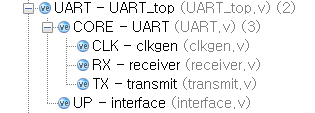 UART - UART_top (UART_top,v) (2)
CORE - UART (UART,v) (3)
CLK - clkgen (clkgen,v)
RX - receiver (receiver,v)
TX - transmit (transmit,v)
UP - interface (interface,v)